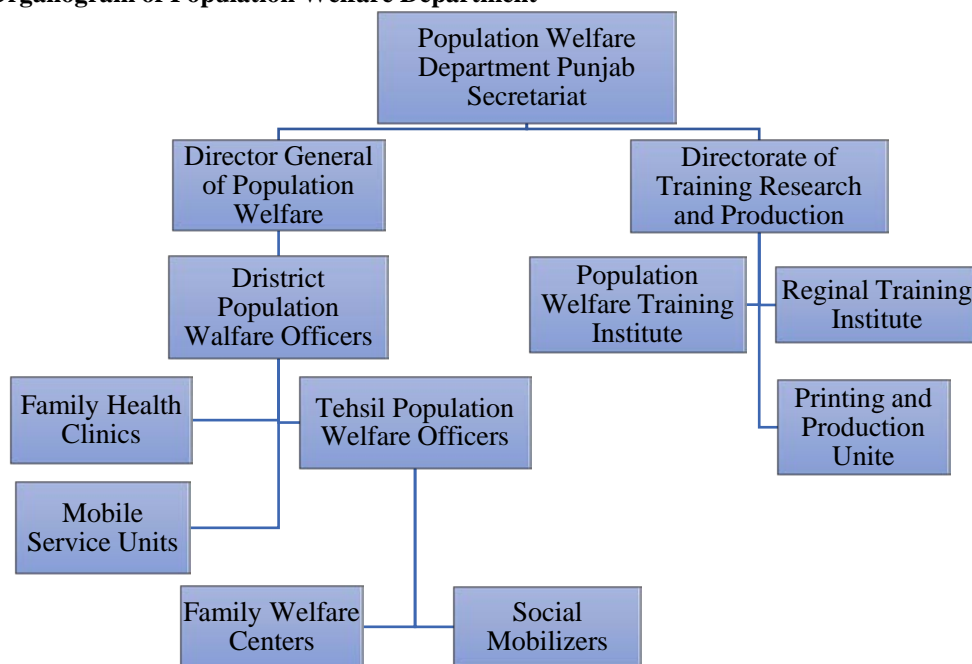 Organogram of Population Welfare Department
Population Welfare
Department Punjab
Secretariat
Director General
of Population
Welfare
Directorate of
Training Research
and Production
Dristrict
Population
Walfare Officers
Population
Welfare Training
Institute
Reginal Training
Institute
Family Health
Clinics
Tehsil Population
Welfare Officers
Printing and
Production
Unite
Mobile
Service Units
Family Welfare
Centers
Social
Mobilizers